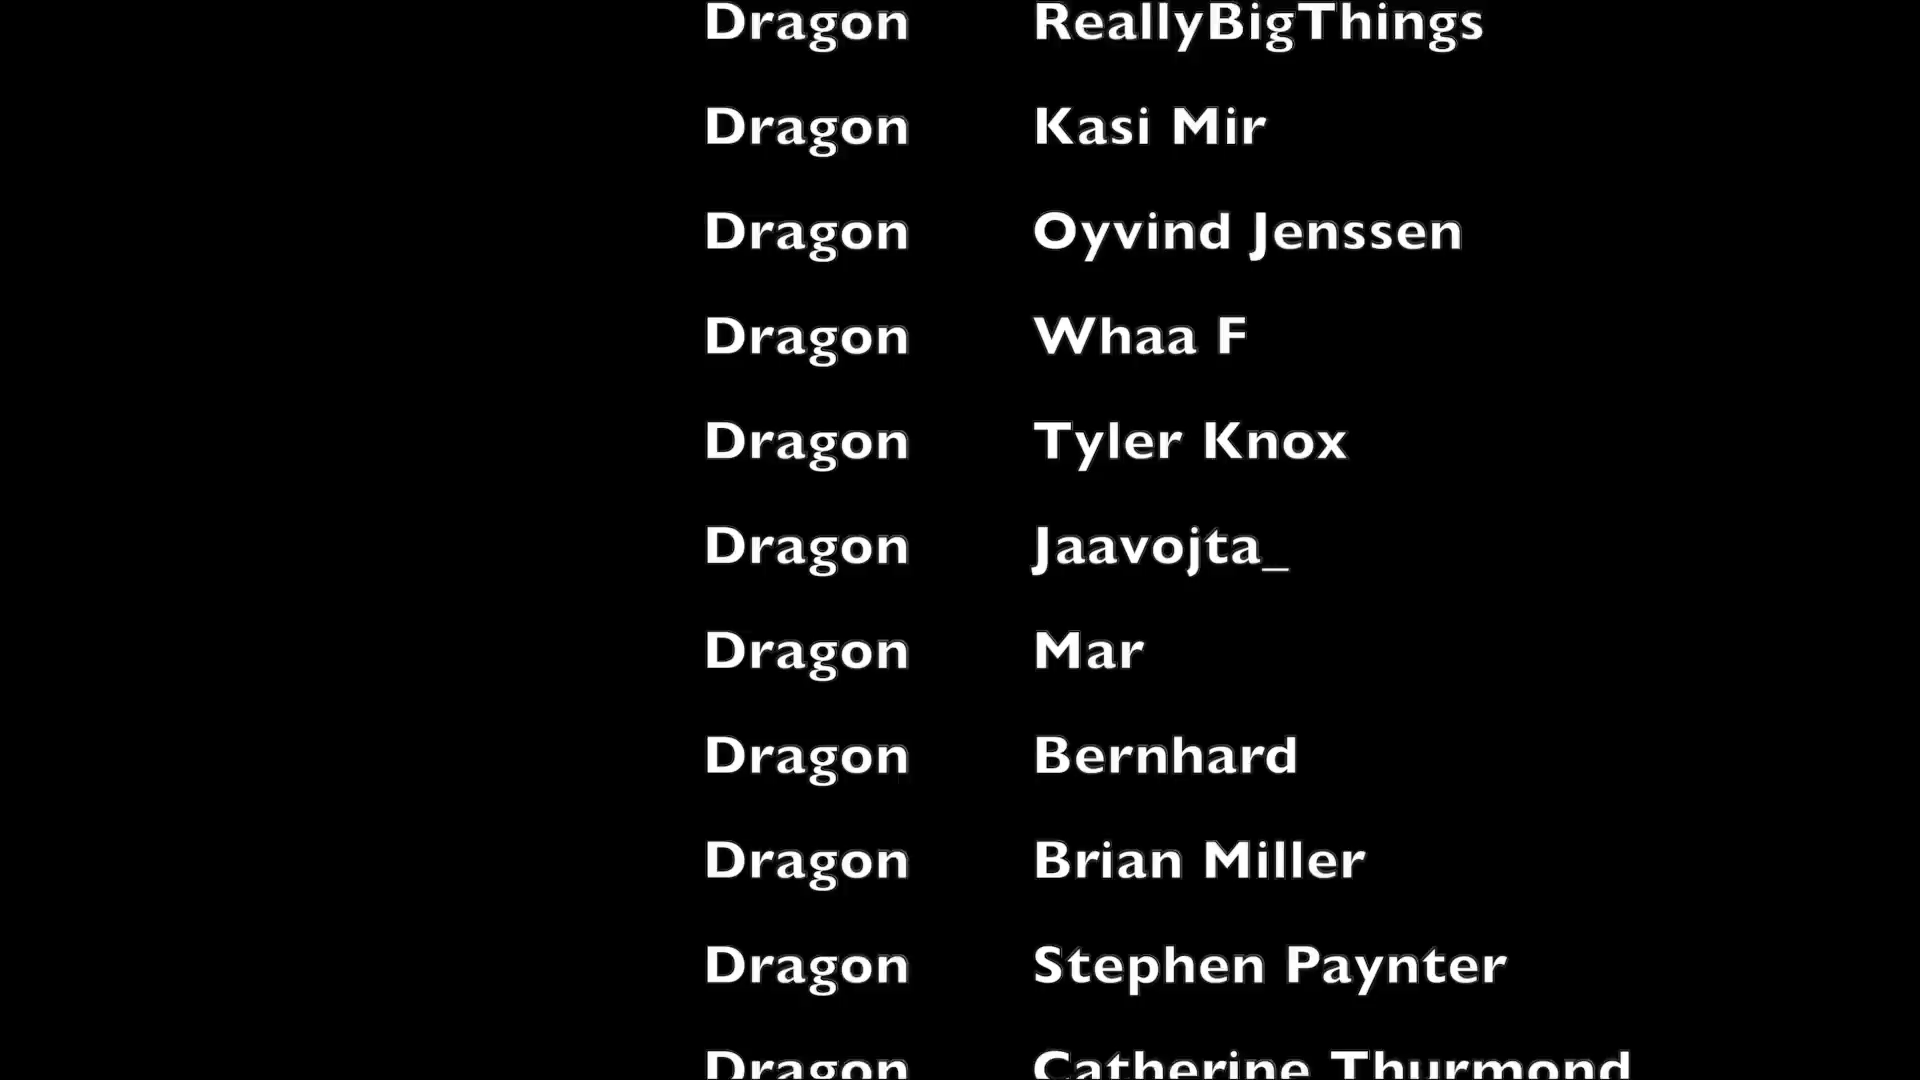 Dragon ReallyBigThings
Dragon Kasi Mir
Dragon Oyvind Jenssen
Dragon Whaa F
Dragon Tyler Knox
Dragon Jaavojta_
Dragon Mar
Dragon Bernhard
Dragon Brian Miller
Dragon Stephen Paynter
Dragon Catherine Thurmond